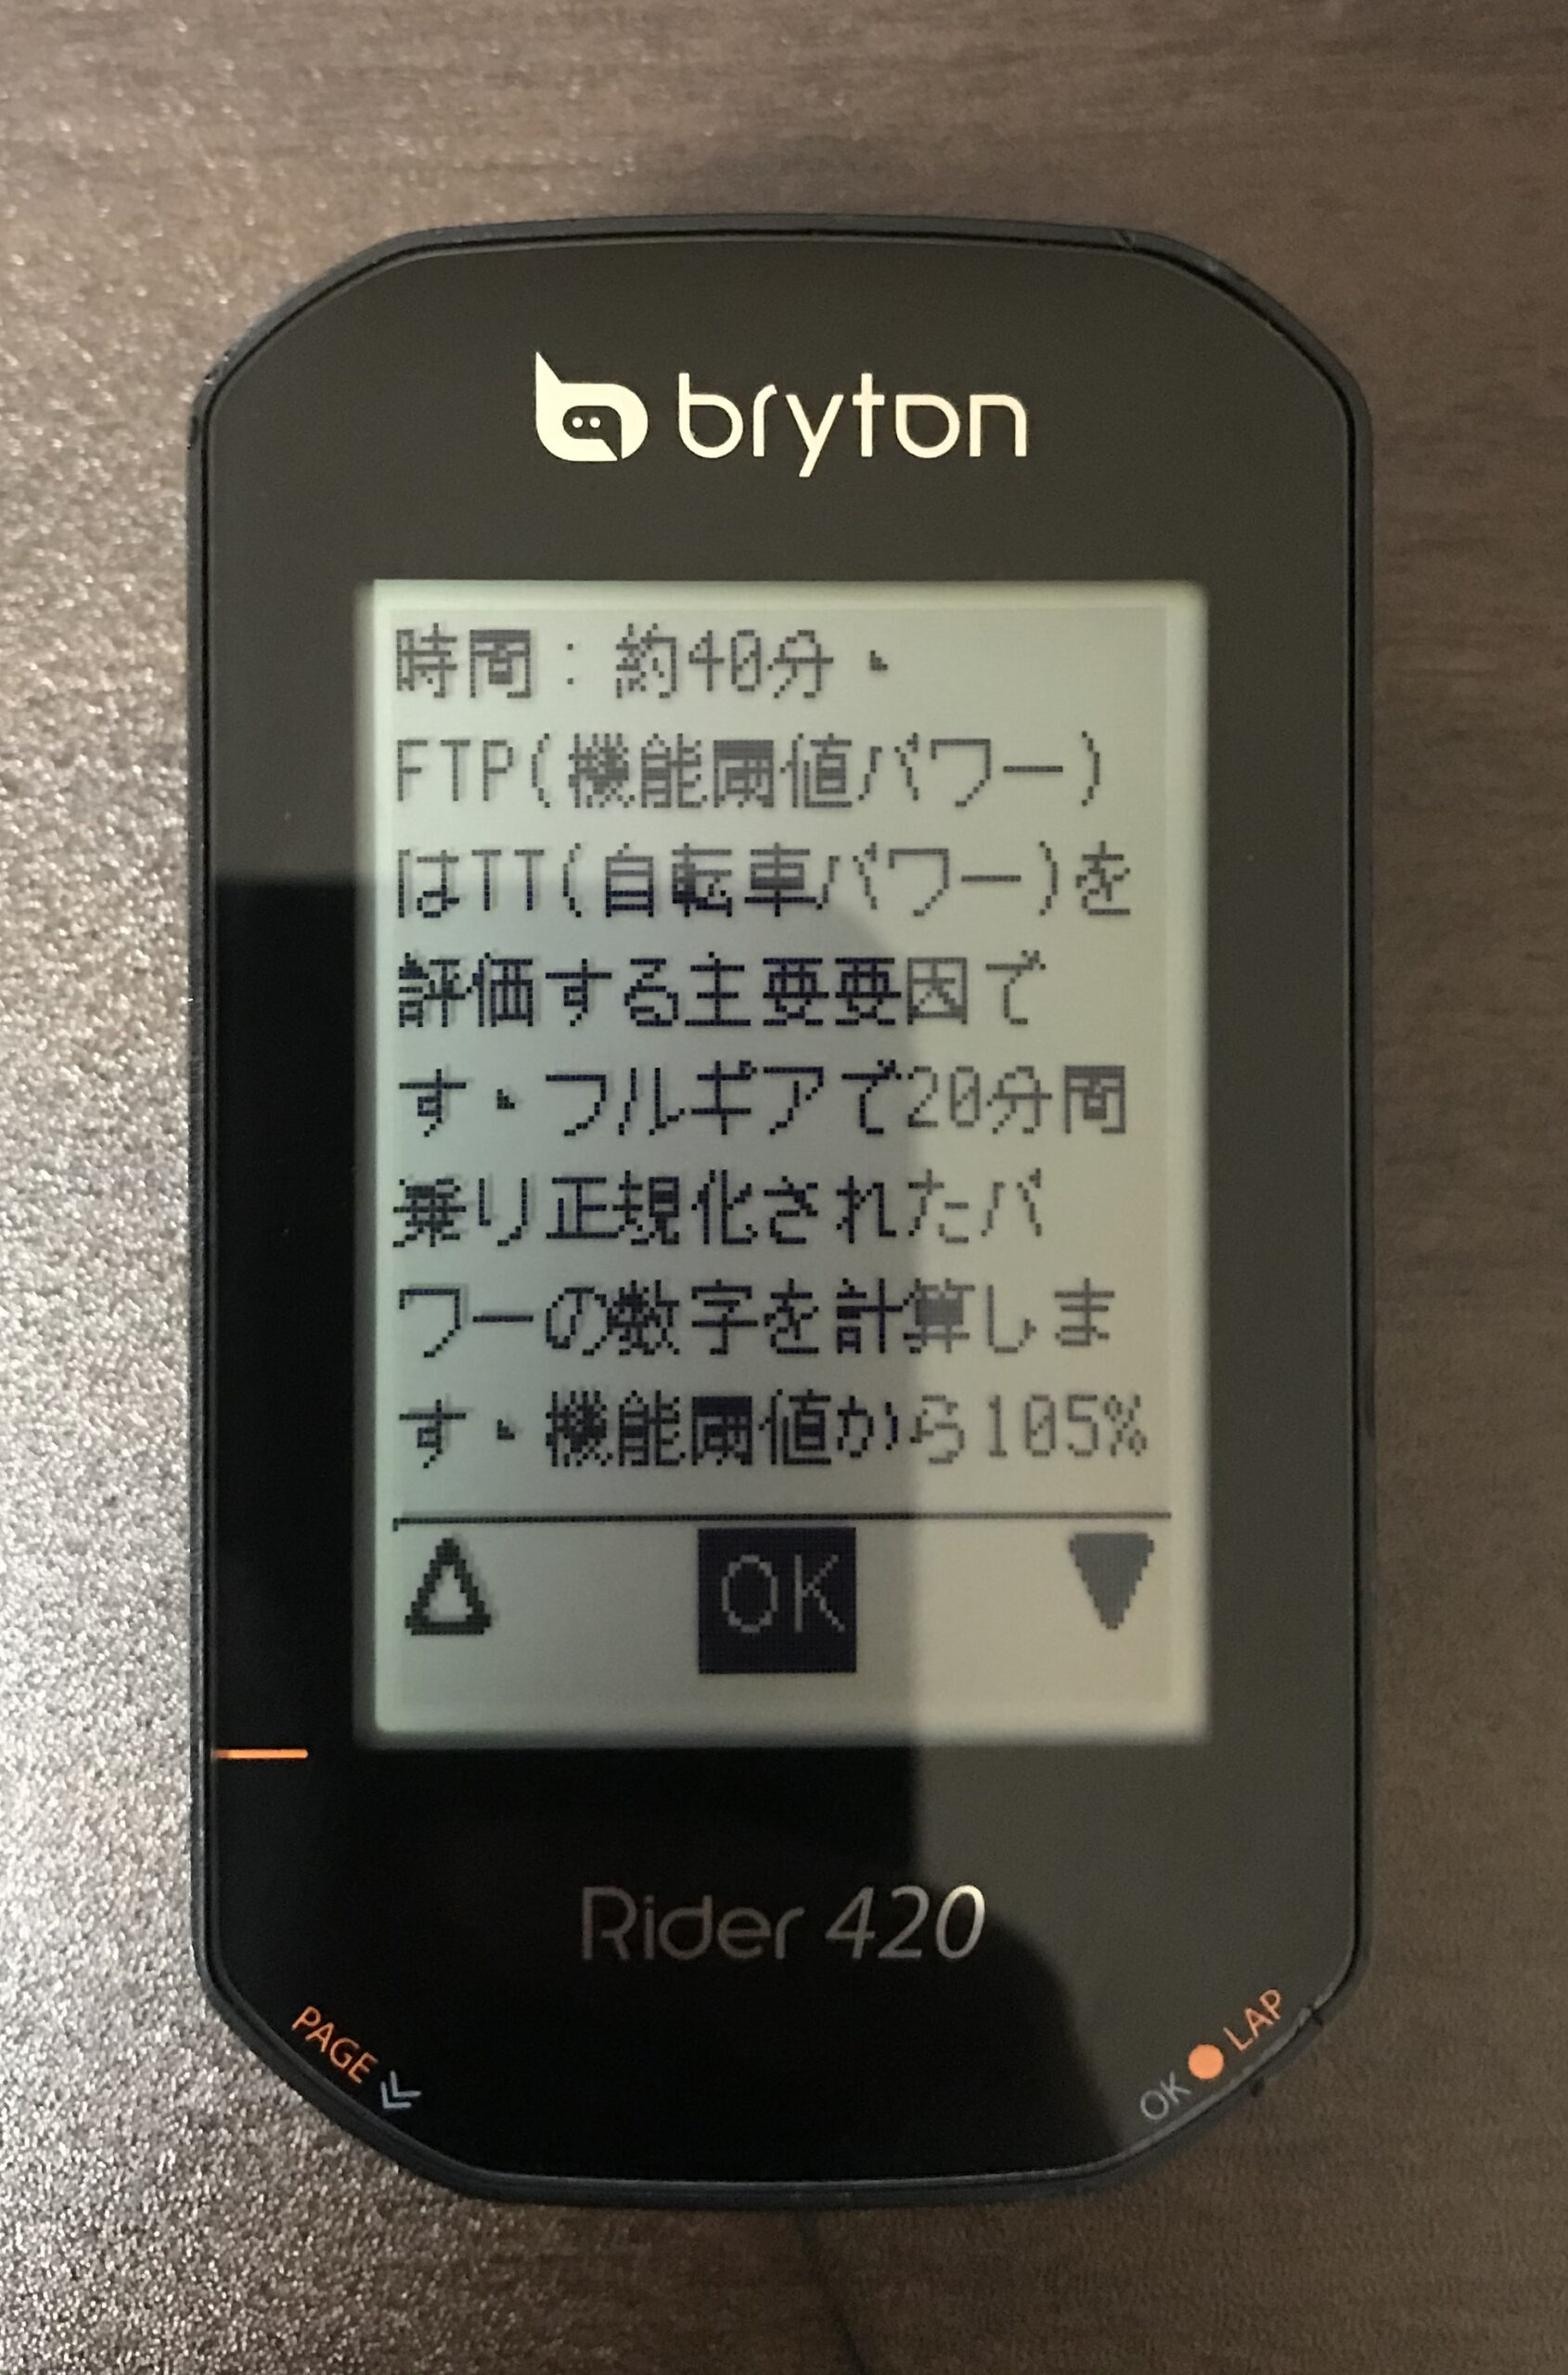 bryton
時間：約40分、
FTP(機能閾値パワー)
はTT(自転車パワー)を
評価する主要要因で
す、フルギアで20分間
乗り正規化されたパ
ワーの数字を計算しま
す、機能閾値から105%
OK
Rider 420
PAGE
OK LAP